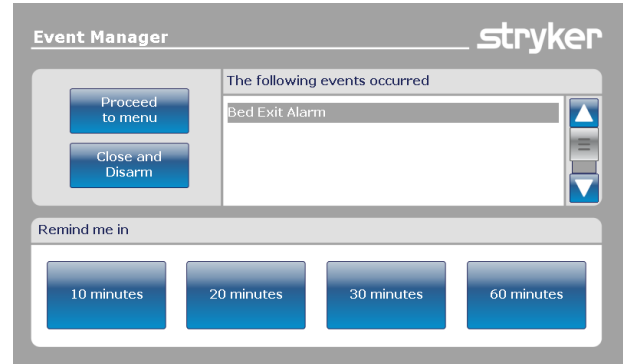 Event Manager
stryker
Proceed
to menu
Close and
Disarm
The following events occurred
Bed Exit Alarm
Remind me in
10 minutes
20 minutes
30 minutes
60 minutes